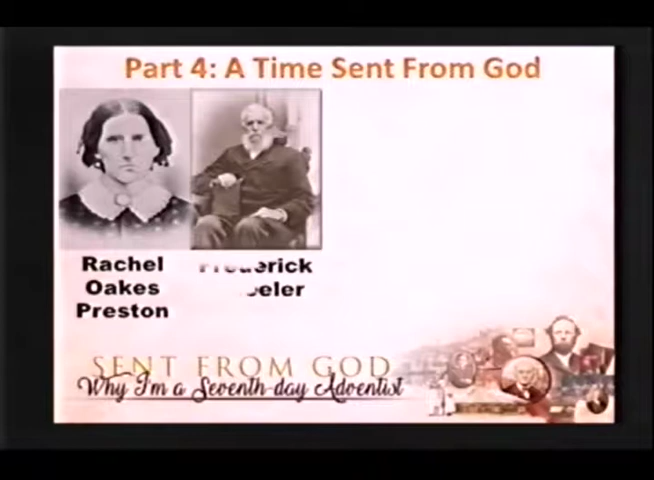 Part 4: A Time Sent From God
Rachel
Oakes
Preston
SENT FROM GOD
Why I'm a Seventh-day Adventist